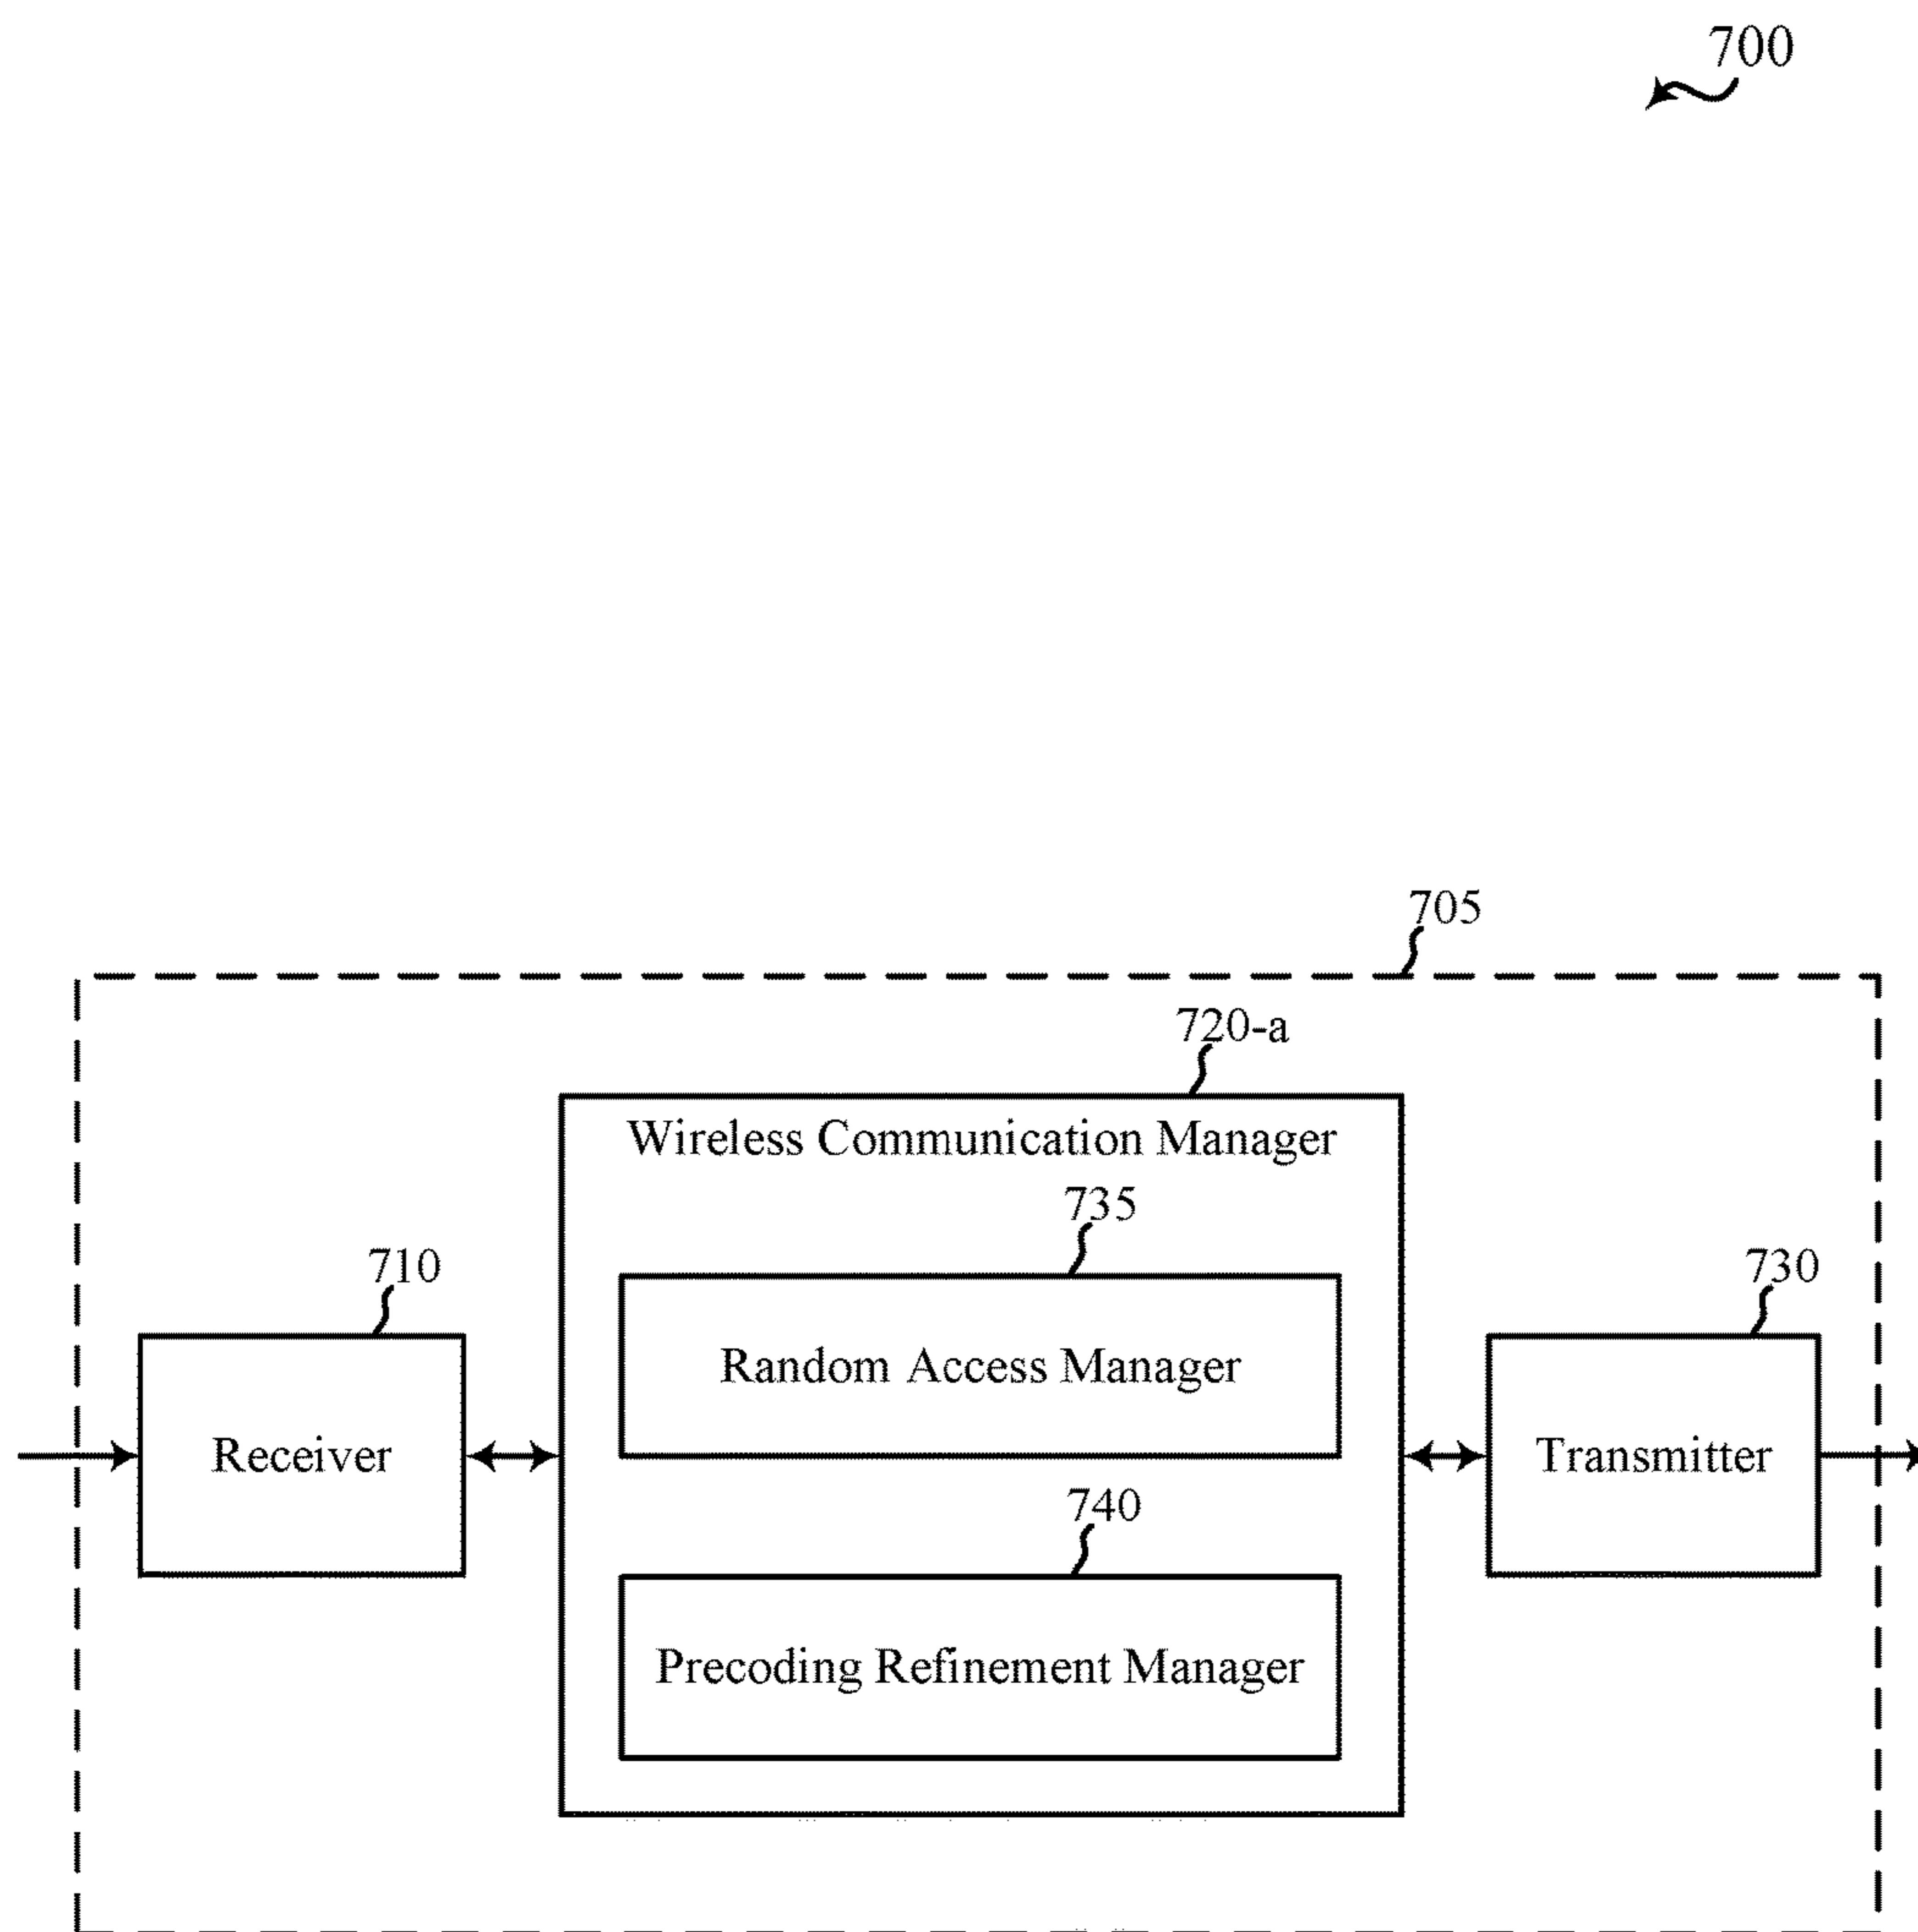 700
705
720-a
Wireless Communication Manager
735
710
730
Random Access Manager
Receiver
Transmitter
740
Precoding Refinement Manager